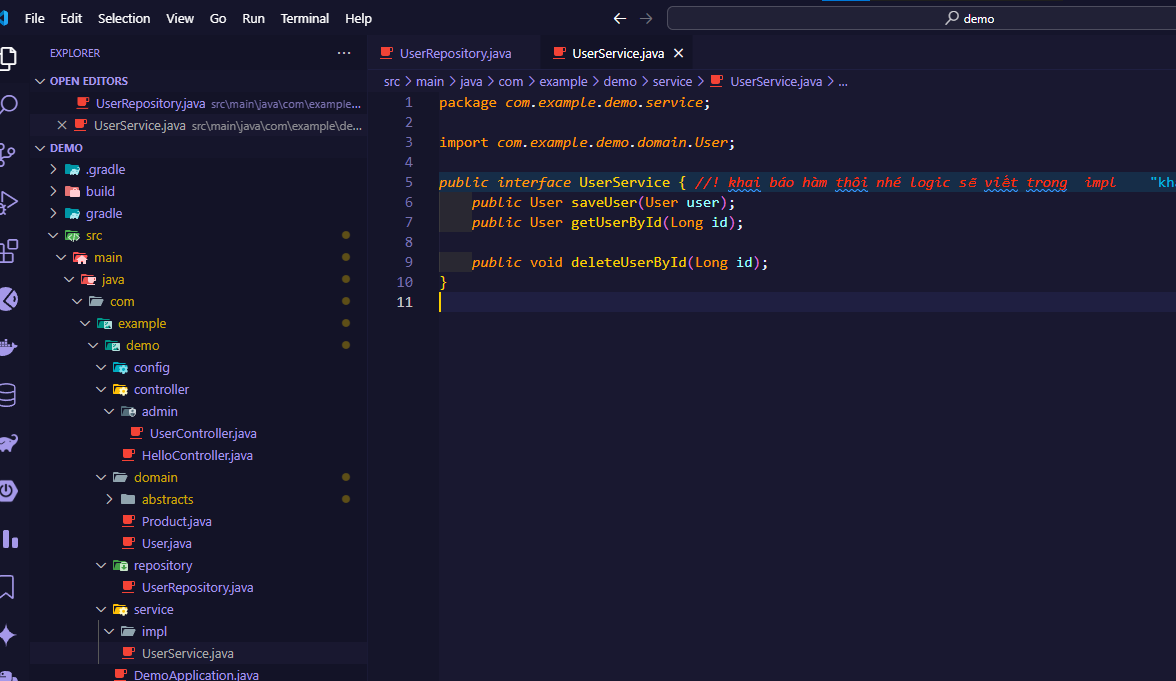 File Edit Selection View Go Run Terminal Help
demo
EXPLORER
OPEN EDITORS
UserRepository.java src\main\java\com\example...
UserService.java src\main\java\com\example\de...
DEMO
.gradle
build
gradle
src
main
java
com
example
demo
config
controller
admin
UserController.java
HelloController.java
domain
abstracts
Product.java
User.java
repository
UserRepository.java
service
impl
UserService.java
DemoApplication.java
UserRepository.java
UserService.java
src > main > java > com > example > demo > service > UserService.java > ...
1 package com.example.demo.service;
2
3 import com.example.demo.domain.User;
4
5 public interface UserService { //! khai báo hàm thôi nhé logic sẽ viết trong impl "kh
6 public User saveUser(User user);
7 public User getUserById(Long id);
8
9 public void deleteUserById(Long id);
10 }
11